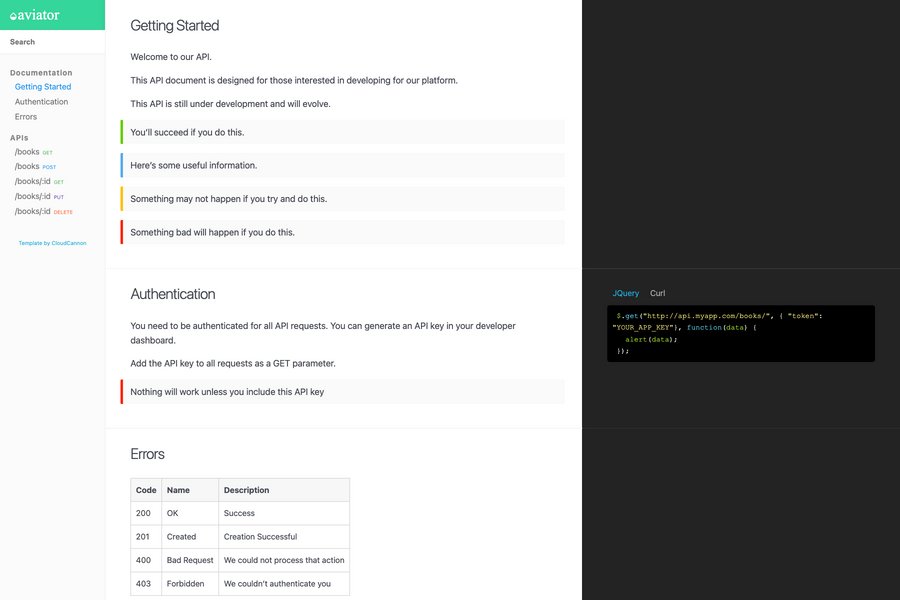 aviator
Search
Documentation
Getting Started
Authentication
Errors
APIs
/books GET
/books POST
/books/:id GET
/books/:id PUT
/books/:id DELETE
Template by CloudCannon
Getting Started
Welcome to our API.
This API document is designed for those interested in developing for our platform.
This API is still under development and will evolve.
You’ll succeed if you do this.
Here’s some useful information.
Something may not happen if you try and do this.
Something bad will happen if you do this.
Authentication
You need to be authenticated for all API requests. You can generate an API key in your developer
dashboard.
Add the API key to all requests as a GET parameter.
Nothing will work unless you include this API key
JQuery Curl
$.get("http://api.myapp.com/books/", { "token":
"YOUR_APP_KEY"}, function(data) {
alert(data);
});
Errors
Code Name Description
200 OK Success
201 Created Creation Successful
400 Bad Request We could not process that action
403 Forbidden We couldn’t authenticate you